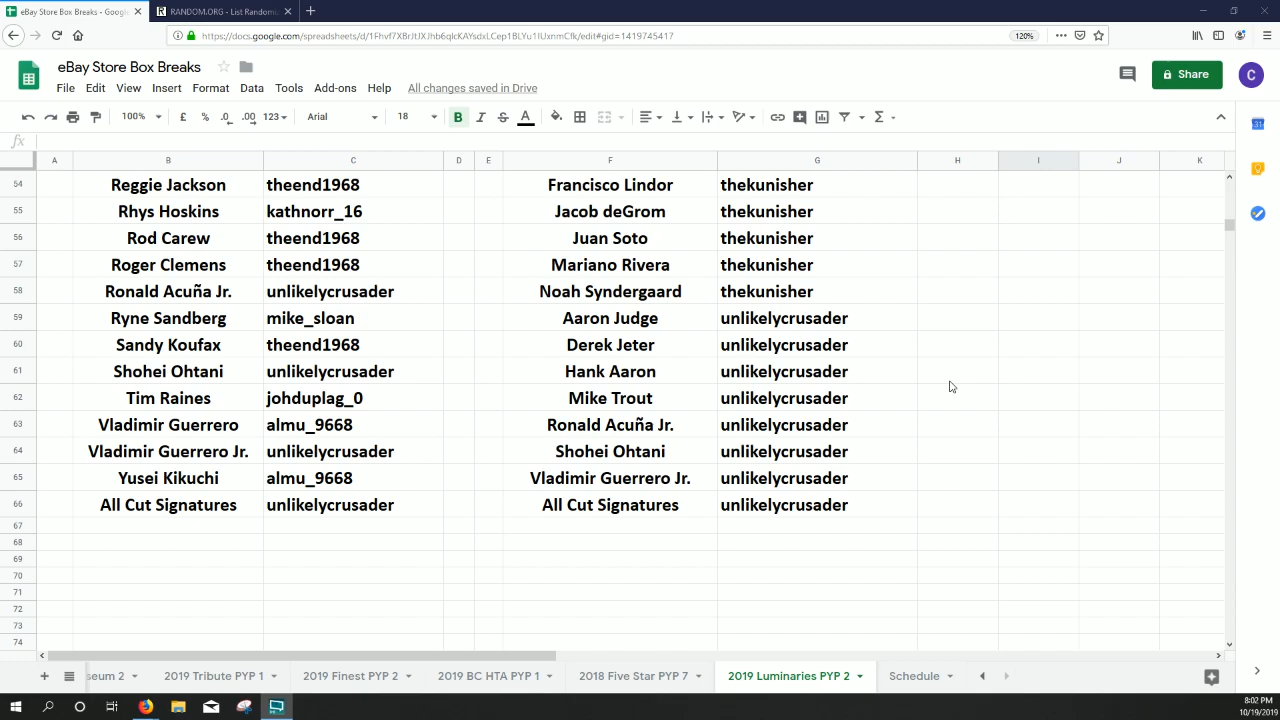 eBay Store Box Breaks - Google
RANDOM.ORG - List Randomi
https://docs.google.com/spreadsheets/d/
120%
eBay Store Box Breaks
File Edit View Insert Format Data Tools Add-ons Help All changes saved in Drive
Share
C
100% £ % .0 .00 123 Arial 18 B I S A
fx
A B C D E F G H I J K
54 Reggie Jackson theend1968 Francisco Lindor thekunisher
55 Rhys Hoskins kathnorr_16 Jacob deGrom thekunisher
56 Rod Carew theend1968 Juan Soto thekunisher
57 Roger Clemens theend1968 Mariano Rivera thekunisher
58 Ronald Acuña Jr. unlikelycrusader Noah Syndergaard thekunisher
59 Ryne Sandberg mike_sloan Aaron Judge unlikelycrusader
60 Sandy Koufax theend1968 Derek Jeter unlikelycrusader
61 Shohei Ohtani unlikelycrusader Hank Aaron unlikelycrusader
62 Tim Raines johduplag_0 Mike Trout unlikelycrusader
63 Vladimir Guerrero almu_9668 Ronald Acuña Jr. unlikelycrusader
64 Vladimir Guerrero Jr. unlikelycrusader Shohei Ohtani unlikelycrusader
65 Yusei Kikuchi almu_9668 Vladimir Guerrero Jr. unlikelycrusader
66 All Cut Signatures unlikelycrusader All Cut Signatures unlikelycrusader
67
68
69
70
71
72
73
74
seum 2 2019 Tribute PYP 1 2019 Finest PYP 2 2019 BC HTA PYP 1 2018 Five Star PYP 7 2019 Luminaries PYP 2 Schedule
8:02 PM
10/19/2019